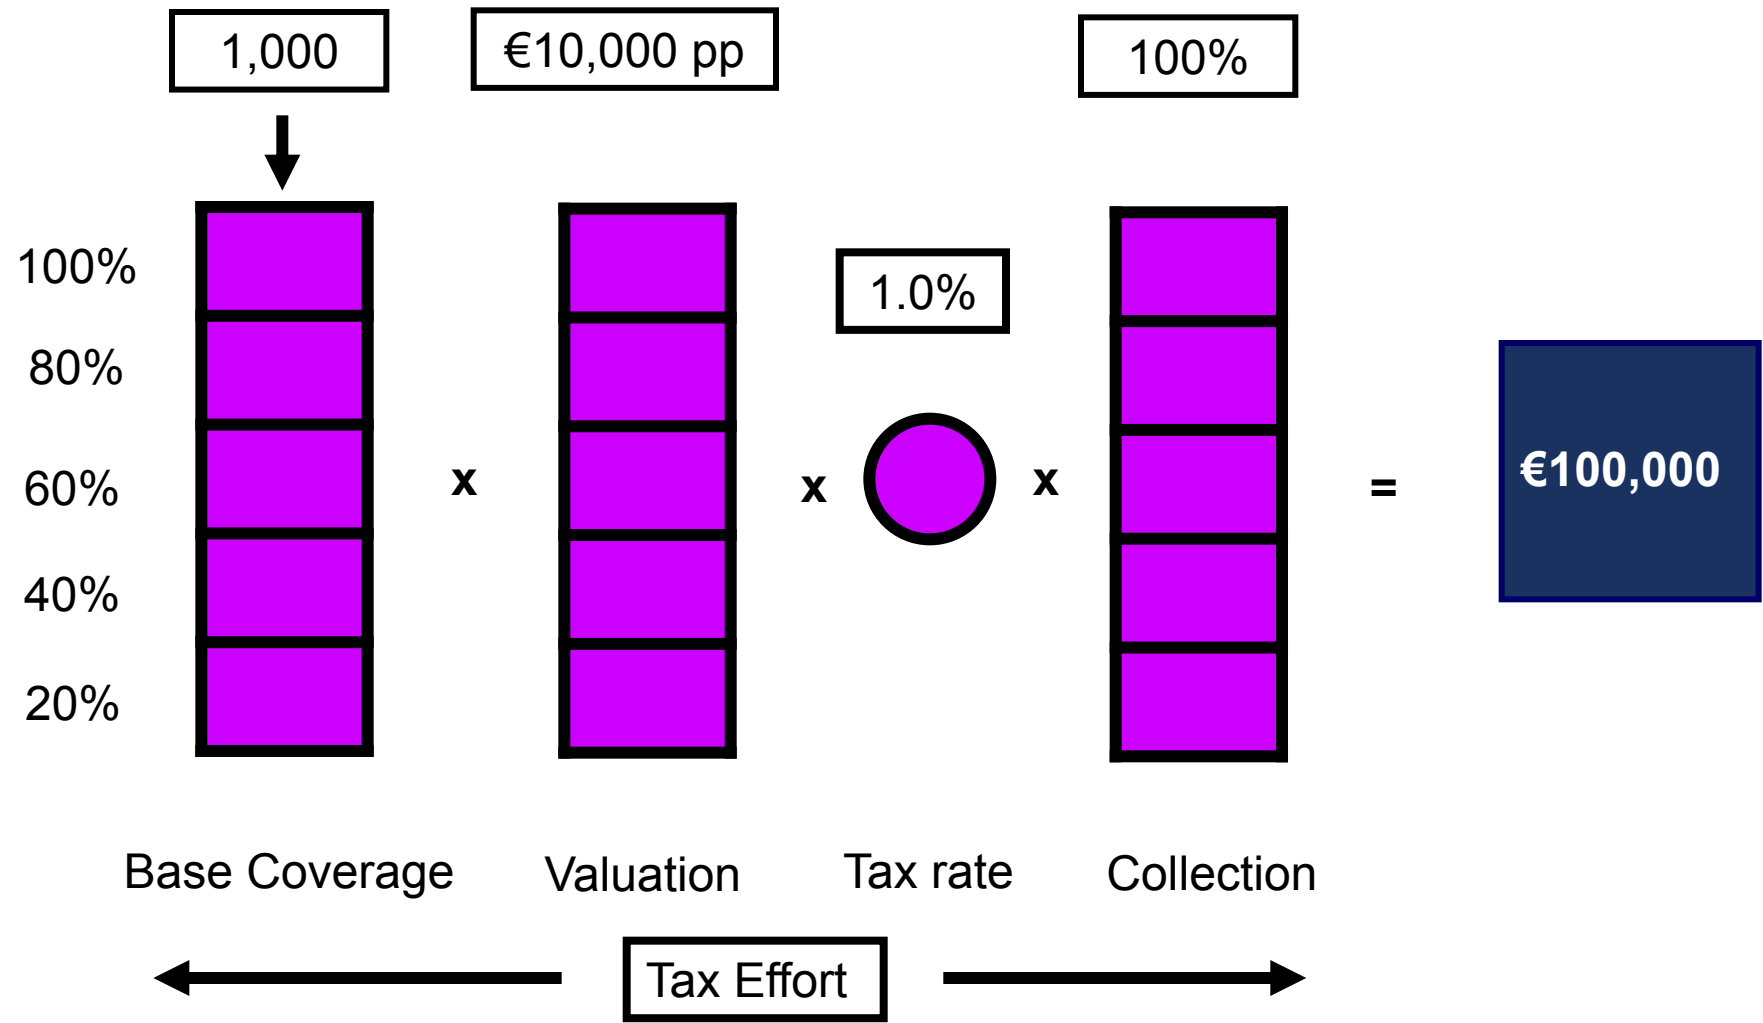 1,000
€10,000 pp
100%
100%
80%
60%
40%
20%
x
x
1.0%
x
=
€100,000
Base Coverage
Valuation
Tax rate
Collection
Tax Effort